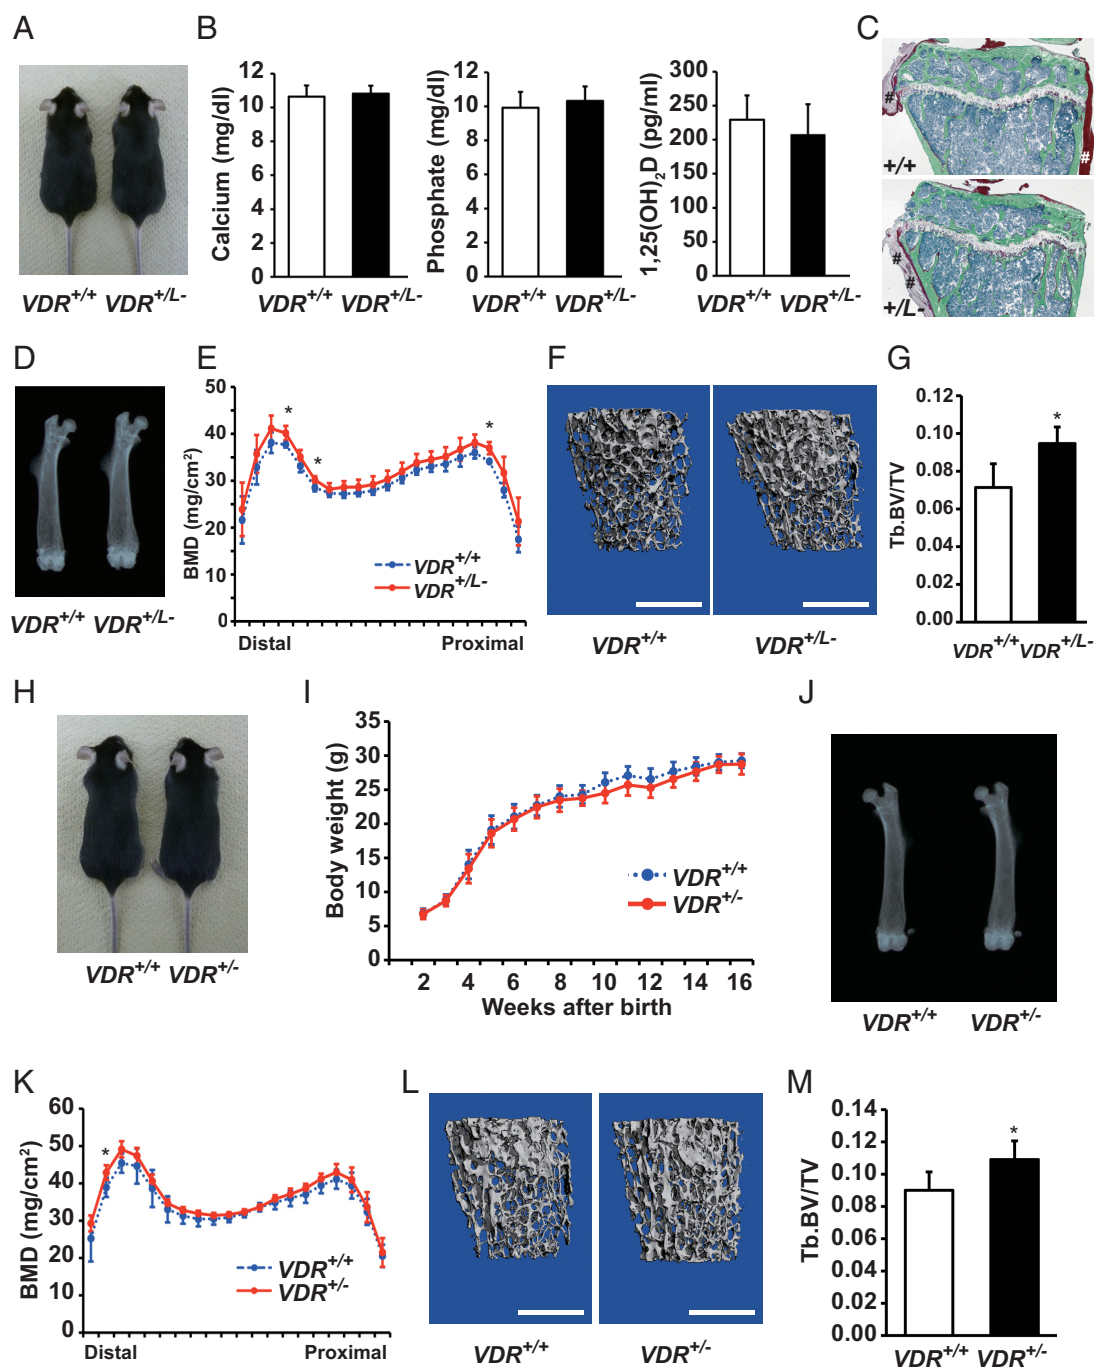 A
B
C
VDR+/+ VDR+/L-
Calcium (mg/dl)
12
10
8
6
4
2
0
VDR+/+ VDR+/L-
Phosphate (mg/dl)
12
10
8
6
4
2
0
VDR+/+ VDR+/L-
1,25(OH)2D (pg/ml)
300
250
200
150
100
50
0
VDR+/+ VDR+/L-
#
#
+/+
#
#
+/L-
D
E
F
G
VDR+/+ VDR+/L-
BMD (mg/cm2)
50
40
30
20
10
0
*
*
*
VDR+/+
VDR+/L-
Distal Proximal
VDR+/+ VDR+/L-
Tb.BV/TV
0.12
0.10
0.08
0.06
0.04
0.02
0.00
*
VDR+/+ VDR+/L-
H
I
J
VDR+/+ VDR+/-
Body weight (g)
35
30
25
20
15
10
5
0
VDR+/+
VDR+/-
2 4 6 8 10 12 14 16
Weeks after birth
VDR+/+ VDR+/-
K
L
M
BMD (mg/cm2)
60
50
40
30
20
10
0
*
VDR+/+
VDR+/-
Distal Proximal
VDR+/+ VDR+/-
Tb.BV/TV
0.14
0.12
0.10
0.08
0.06
0.04
0.02
0.00
*
VDR+/+ VDR+/-